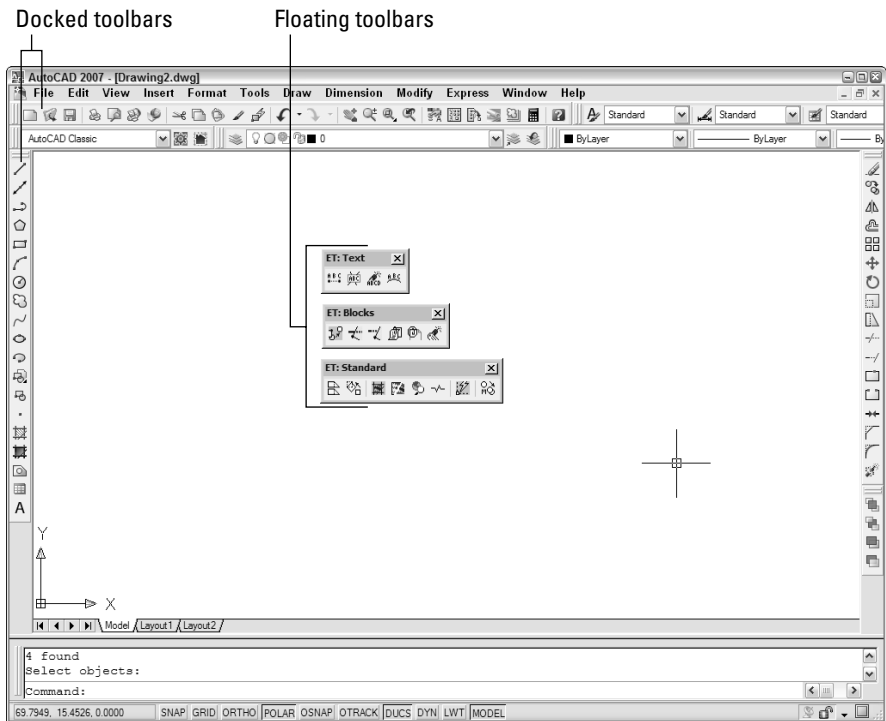 Docked toolbars Floating toolbars
AutoCAD 2007 - [Drawing2.dwg]
File Edit View Insert Format Tools Draw Dimension Modify Express Window Help
Standard Standard Standard
AutoCAD Classic 0 ByLayer ByLayer By
ET: Text
ET: Blocks
ET: Standard
A
Y
X
Model Layout1 Layout2
4 found
Select objects:
Command:
69.7949, 15.4526, 0.0000 SNAP GRID ORTHO POLAR OSNAP OTRACK DUCS DYN LWT MODEL